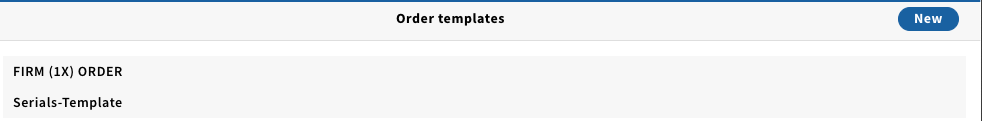 Order templates
New
FIRM (1X) ORDER
Serials-Template